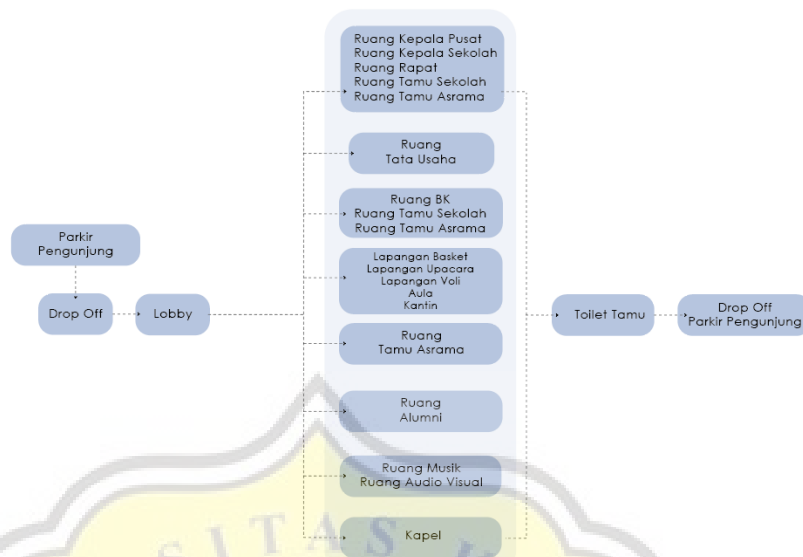 Parkir
Pengunjung
Drop Off
Lobby
Ruang Kepala Pusat
Ruang Kepala Sekolah
Ruang Rapat
Ruang Tamu Sekolah
Ruang Tamu Asrama
Ruang
Tata Usaha
Ruang BK
Ruang Tamu Sekolah
Ruang Tamu Asrama
Lapangan Basket
Lapangan Upacara
Lapangan Voli
Aula
Kantin
Ruang
Tamu Asrama
Ruang
Alumni
Ruang Musik
Ruang Audio Visual
Kapel
Toilet Tamu
Drop Off
Parkir Pengunjung
SITAS